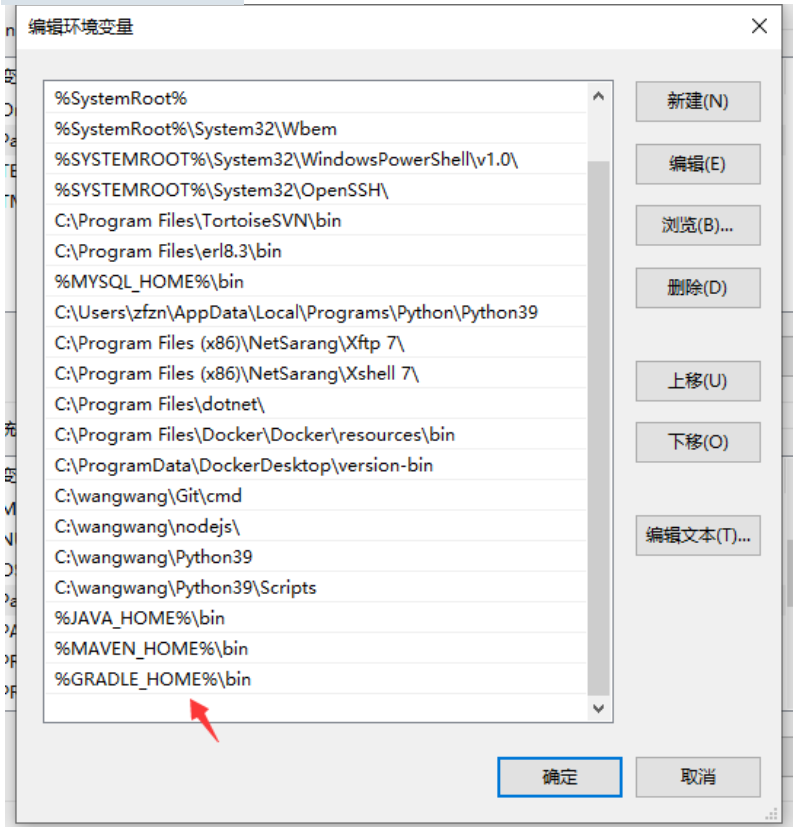 编辑环境变量
%SystemRoot%
%SystemRoot%\System32\Wbem
%SYSTEMROOT%\System32\WindowsPowerShell\v1.0\
%SYSTEMROOT%\System32\OpenSSH\
C:\Program Files\TortoiseSVN\bin
C:\Program Files\erl8.3\bin
%MYSQL_HOME%\bin
C:\Users\zfzn\AppData\Local\Programs\Python\Python39
C:\Program Files (x86)\NetSarang\Xftp 7\
C:\Program Files (x86)\NetSarang\Xshell 7\
C:\Program Files\dotnet\
C:\Program Files\Docker\Docker\resources\bin
C:\ProgramData\DockerDesktop\version-bin
C:\wangwang\Git\cmd
C:\wangwang\nodejs\
C:\wangwang\Python39
C:\wangwang\Python39\Scripts
%JAVA_HOME%\bin
%MAVEN_HOME%\bin
%GRADLE_HOME%\bin
新建(N)
编辑(E)
浏览(B)...
删除(D)
上移(U)
下移(O)
编辑文本(T)...
确定
取消